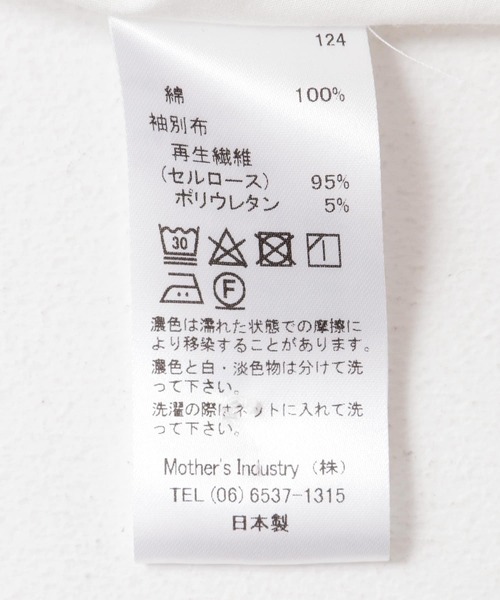 124
綿 100%
袖別布
再生繊維
(セルロース) 95%
ポリウレタン 5%
30
F
濃色は濡れた状態での摩擦に
より移染することがあります。
濃色と白・淡色物は分けて洗
って下さい。
洗濯の際はネットに入れて洗
って下さい。
Mother's Industry (株)
TEL (06) 6537-1315
日本製